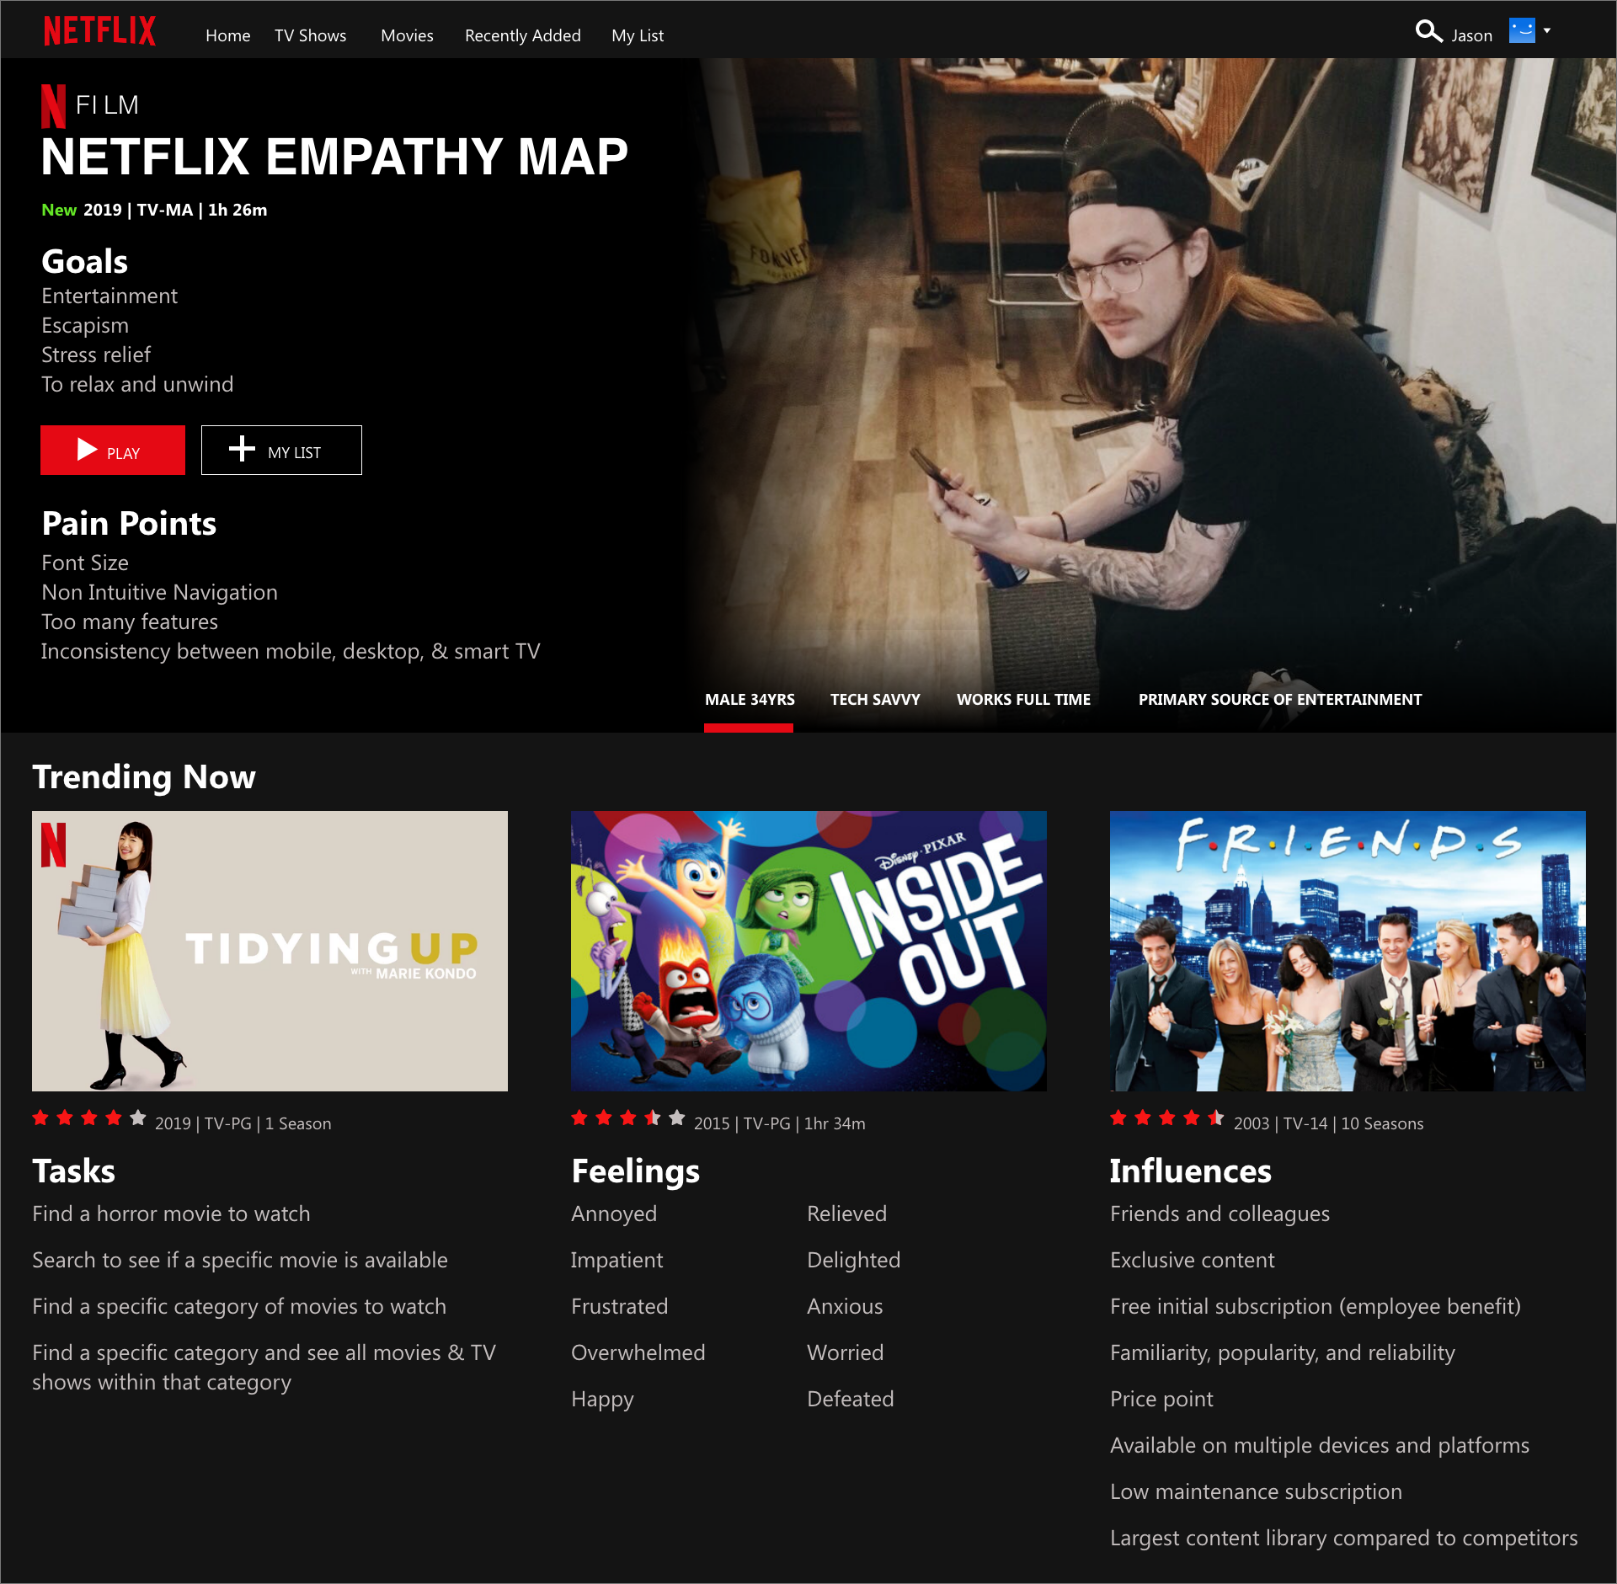 NETFLIX Home TV Shows Movies Recently Added My List Jason
N FILM
NETFLIX EMPATHY MAP
New 2019 | TV-MA | 1h 26m
Goals
Entertainment
Escapism
Stress relief
To relax and unwind
PLAY MY LIST
Pain Points
Font Size
Non Intuitive Navigation
Too many features
Inconsistency between mobile, desktop, & smart TV
MALE 34YRS TECH SAVVY WORKS FULL TIME PRIMARY SOURCE OF ENTERTAINMENT
Trending Now
N
TIDYING UP
WITH MARIE KONDO
2019 | TV-PG | 1 Season
Tasks
Find a horror movie to watch
Search to see if a specific movie is available
Find a specific category of movies to watch
Find a specific category and see all movies & TV
shows within that category
Disney · PIXAR
INSIDE
OUT
2015 | TV-PG | 1hr 34m
Feelings
Annoyed Relieved
Impatient Delighted
Frustrated Anxious
Overwhelmed Worried
Happy Defeated
F·R·I·E·N·D·S
2003 | TV-14 | 10 Seasons
Influences
Friends and colleagues
Exclusive content
Free initial subscription (employee benefit)
Familiarity, popularity, and reliability
Price point
Available on multiple devices and platforms
Low maintenance subscription
Largest content library compared to competitors